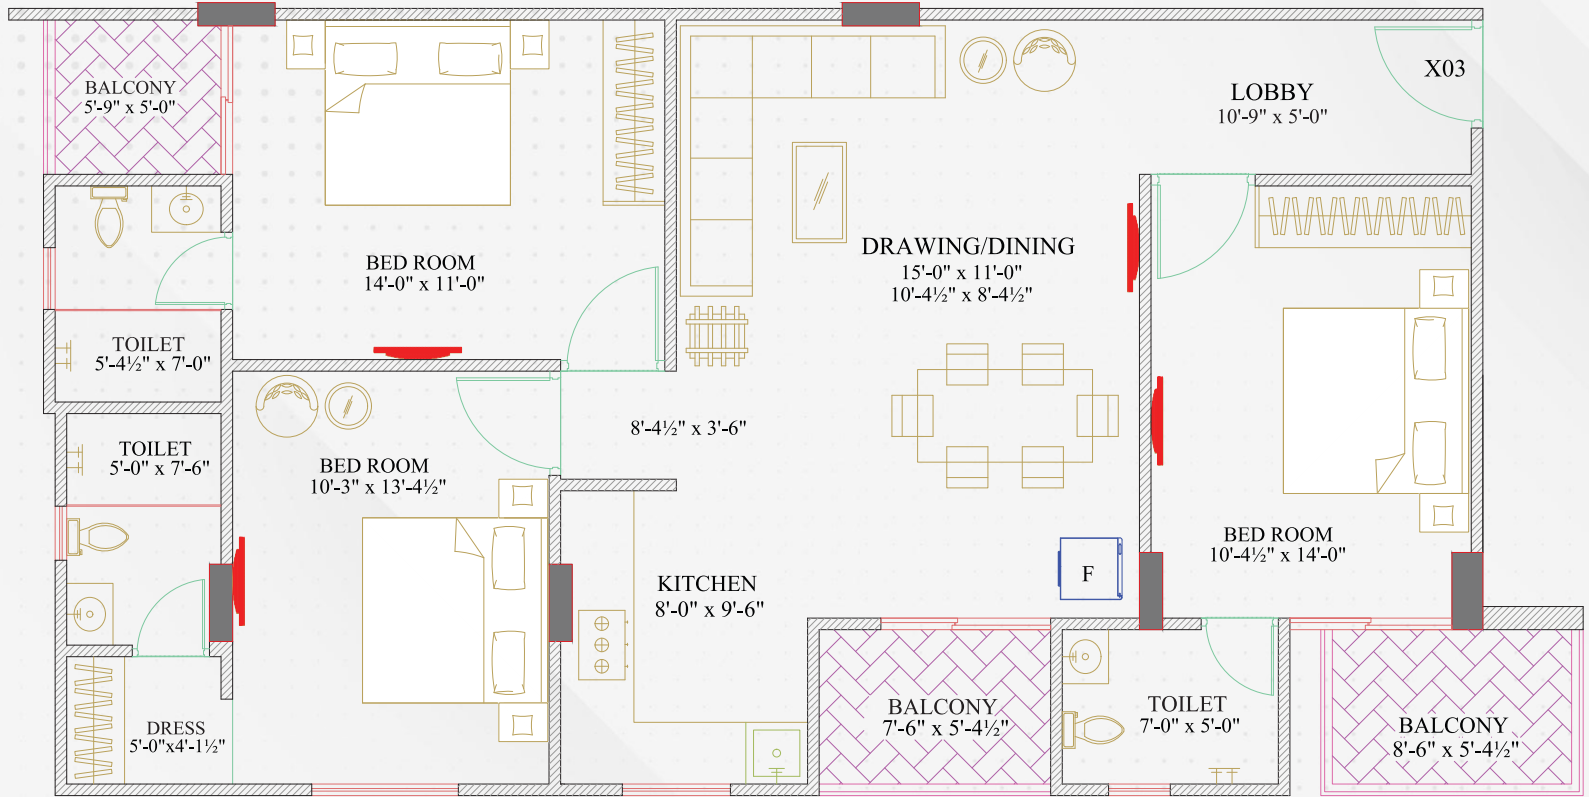 BALCONY
5'-9" x 5'-0"
X03
LOBBY
10'-9" x 5'-0"
BED ROOM
14'-0" x 11'-0"
DRAWING/DINING
15'-0" x 11'-0"
10'-4½" x 8'-4½"
TOILET
5'-4½" x 7'-0"
TOILET
5'-0" x 7'-6"
BED ROOM
10'-3" x 13'-4½"
8'-4½" x 3'-6"
BED ROOM
10'-4½" x 14'-0"
F
KITCHEN
8'-0" x 9'-6"
DRESS
5'-0"x4'-1½"
BALCONY
7'-6" x 5'-4½"
TOILET
7'-0" x 5'-0"
BALCONY
8'-6" x 5'-4½"